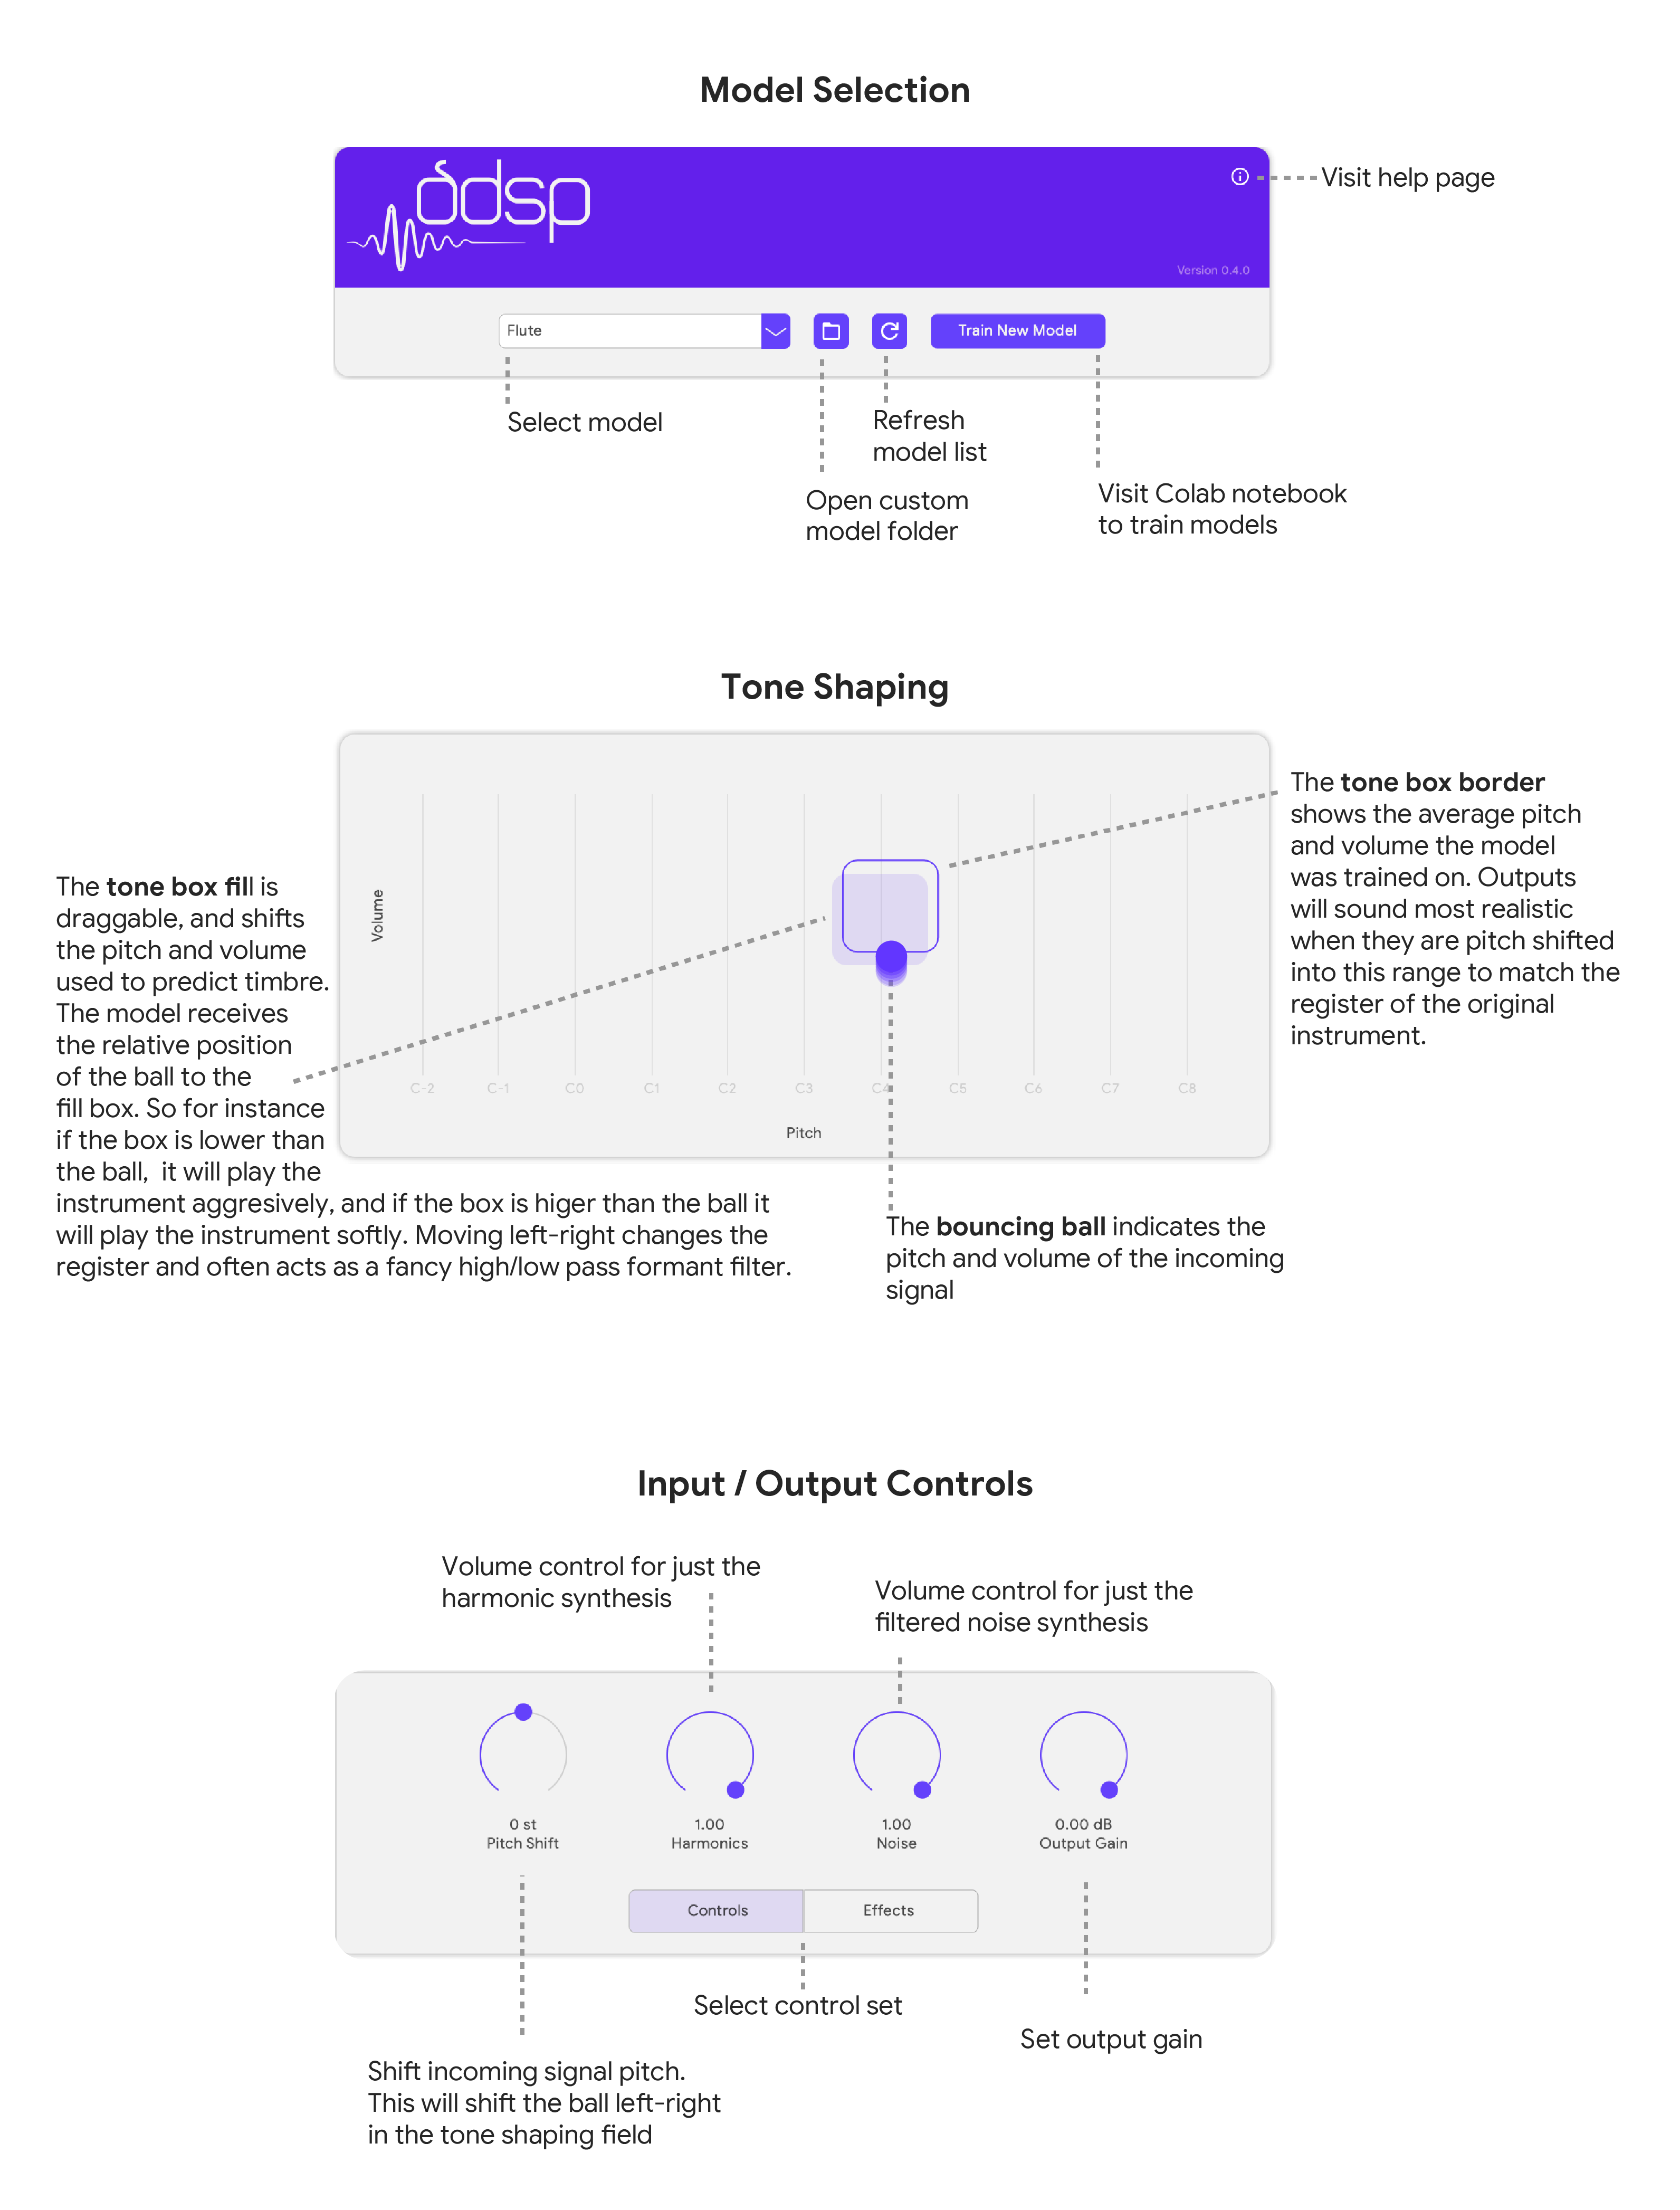 Model Selection
ddsp
Visit help page
Version 0.4.0
Flute
Train New Model
Select model
Refresh
model list
Open custom
model folder
Visit Colab notebook
to train models
Tone Shaping
The tone box border
shows the average pitch
and volume the model
was trained on. Outputs
will sound most realistic
when they are pitch shifted
into this range to match the
register of the original
instrument.
Volume
The tone box fill is
draggable, and shifts
the pitch and volume
used to predict timbre.
The model receives
the relative position
of the ball to the
fill box. So for instance
if the box is lower than
the ball,  it will play the
instrument aggresively, and if the box is higer than the ball it
will play the instrument softly. Moving left-right changes the
register and often acts as a fancy high/low pass formant filter.
C-2 C-1 C0 C1 C2 C3 C4 C5 C6 C7 C8
Pitch
The bouncing ball indicates the
pitch and volume of the incoming
signal
Input / Output Controls
Volume control for just the
harmonic synthesis
Volume control for just the
filtered noise synthesis
0 st
Pitch Shift
1.00
Harmonics
1.00
Noise
0.00 dB
Output Gain
Controls
Effects
Select control set
Set output gain
Shift incoming signal pitch.
This will shift the ball left-right
in the tone shaping field